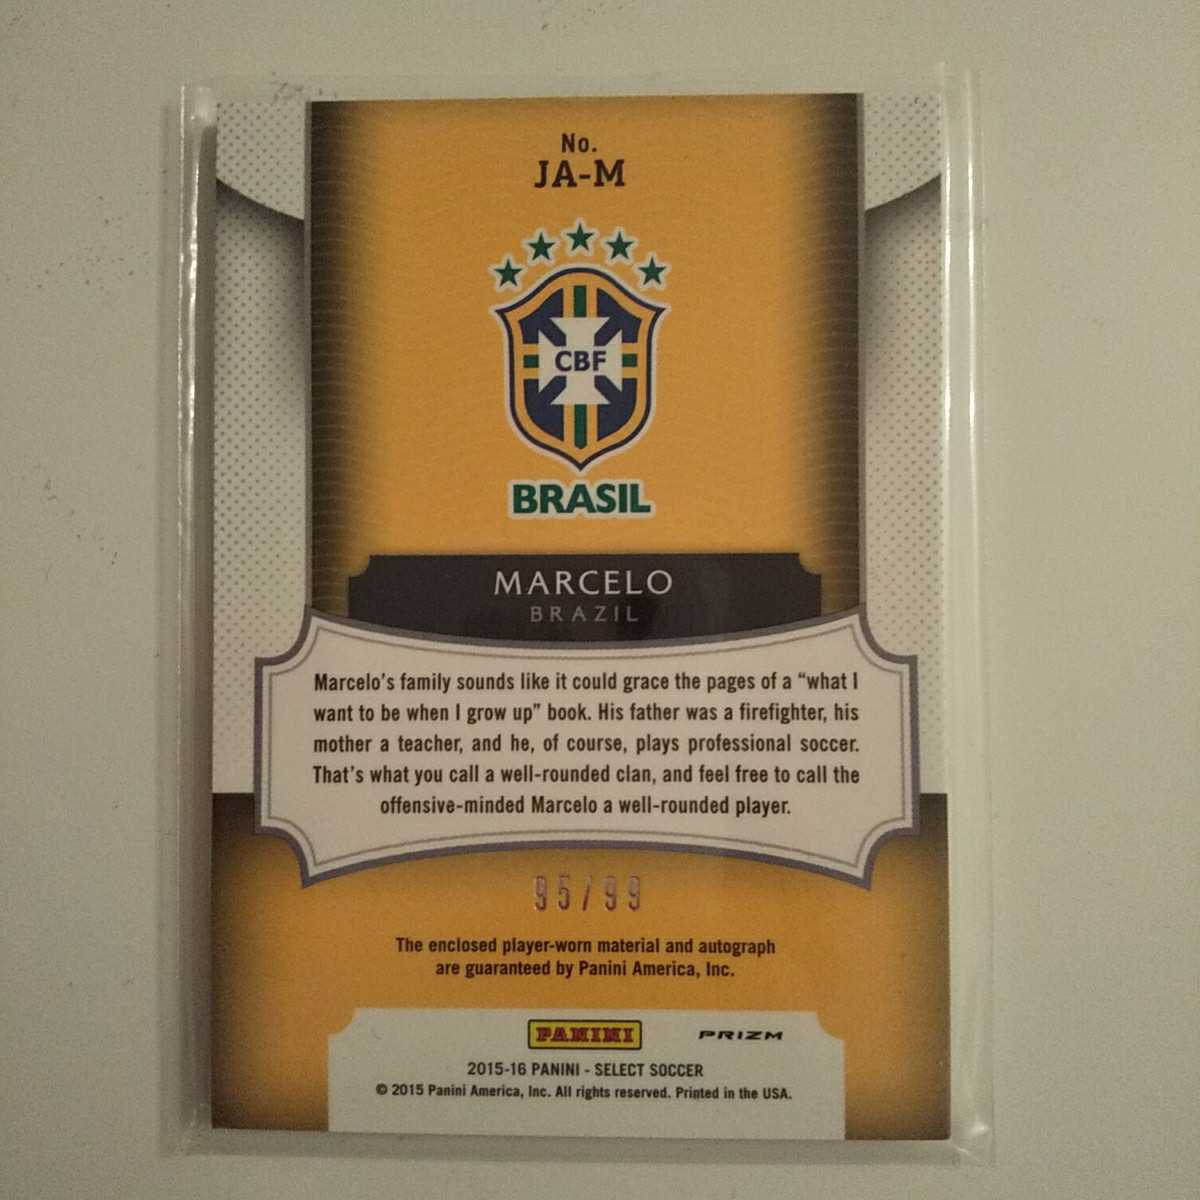 No.
JA-M
CBF
BRASIL
MARCELO
BRAZIL
Marcelo's family sounds like it could grace the pages of a “what I
want to be when I grow up” book. His father was a firefighter, his
mother a teacher, and he, of course, plays professional soccer.
That's what you call a well-rounded clan, and feel free to call the
offensive-minded Marcelo a well-rounded player.
95/99
The enclosed player-worn material and autograph
are guaranteed by Panini America, Inc.
PANINI PRIZM
2015-16 PANINI - SELECT SOCCER
© 2015 Panini America, Inc. All rights reserved. Printed in the USA.